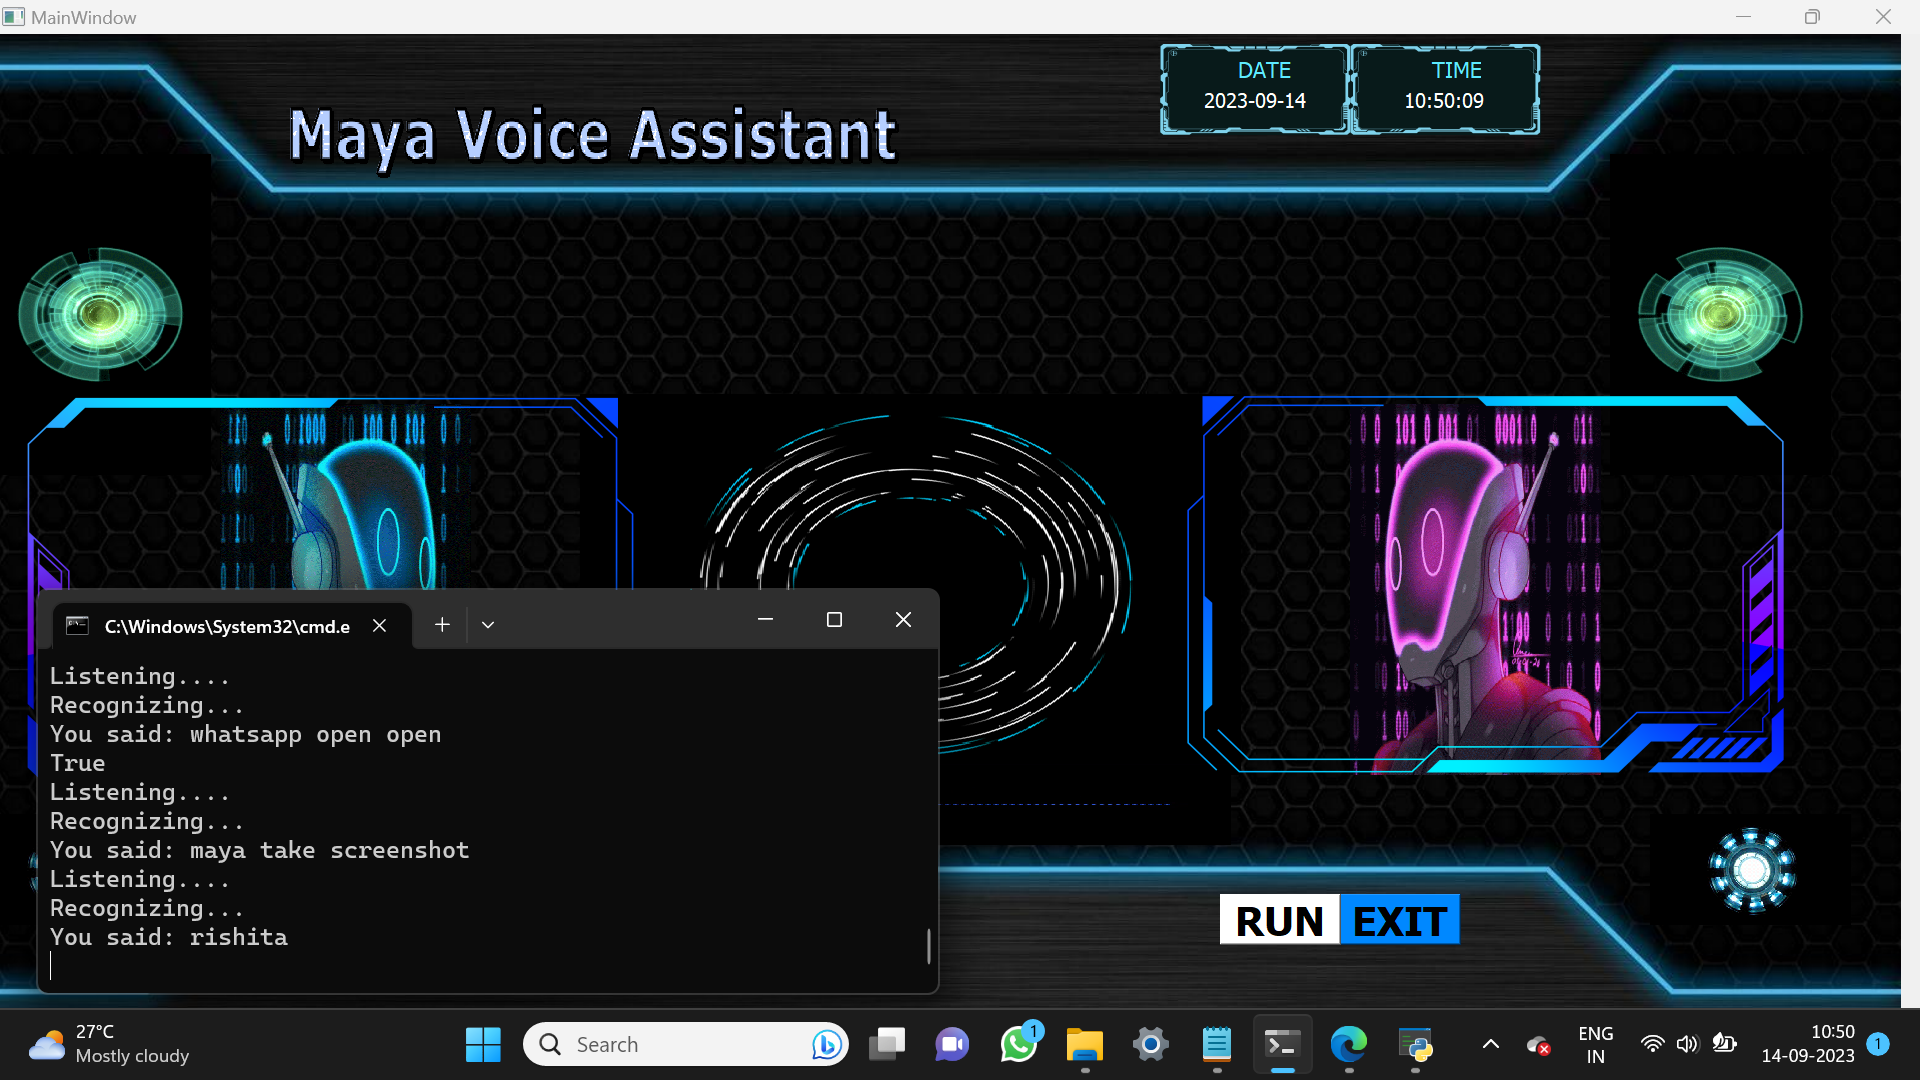 MainWindow
DATE
2023-09-14
TIME
10:50:09
Maya Voice Assistant
C:\Windows\System32\cmd.e
Listening....
Recognizing...
You said: whatsapp open open
True
Listening....
Recognizing...
You said: maya take screenshot
Listening....
Recognizing...
You said: rishita
RUN EXIT
27°C
Mostly cloudy
Search
1
ENG
IN
10:50
14-09-2023
1